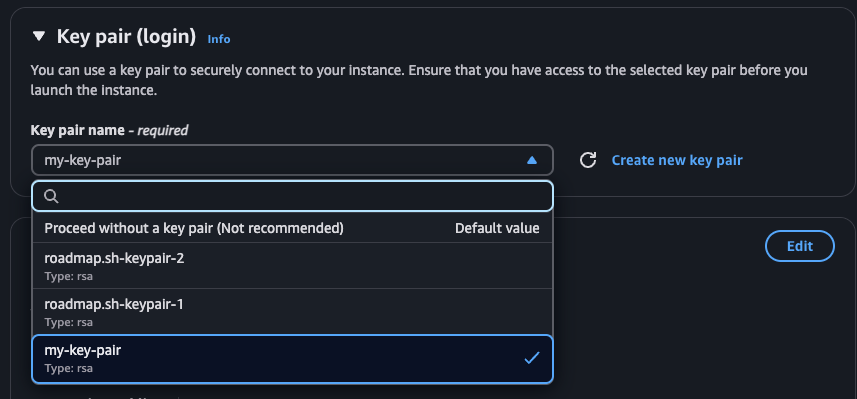 Key pair (login) Info
You can use a key pair to securely connect to your instance. Ensure that you have access to the selected key pair before you
launch the instance.
Key pair name - required
my-key-pair
Create new key pair
Proceed without a key pair (Not recommended) Default value
roadmap.sh-keypair-2
Type: rsa
Edit
roadmap.sh-keypair-1
Type: rsa
my-key-pair
Type: rsa